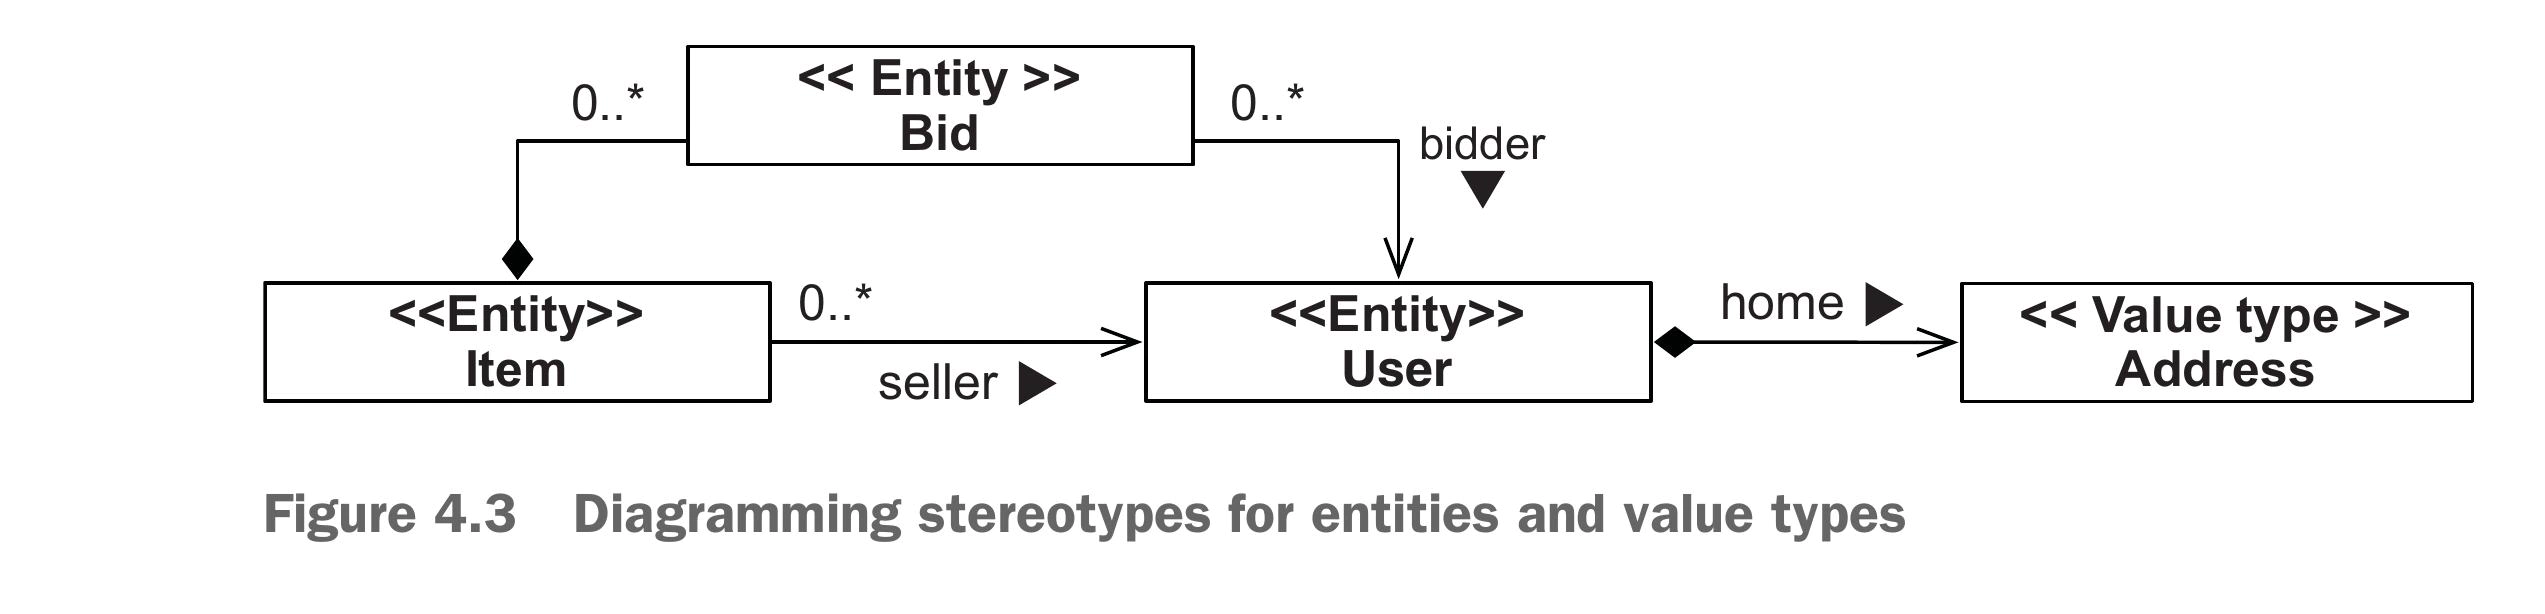 << Entity >>
Bid
0..*
0..*
bidder
<<Entity>>
Item
0..*
seller
<<Entity>>
User
home
<< Value type >>
Address
Figure 4.3 Diagramming stereotypes for entities and value types